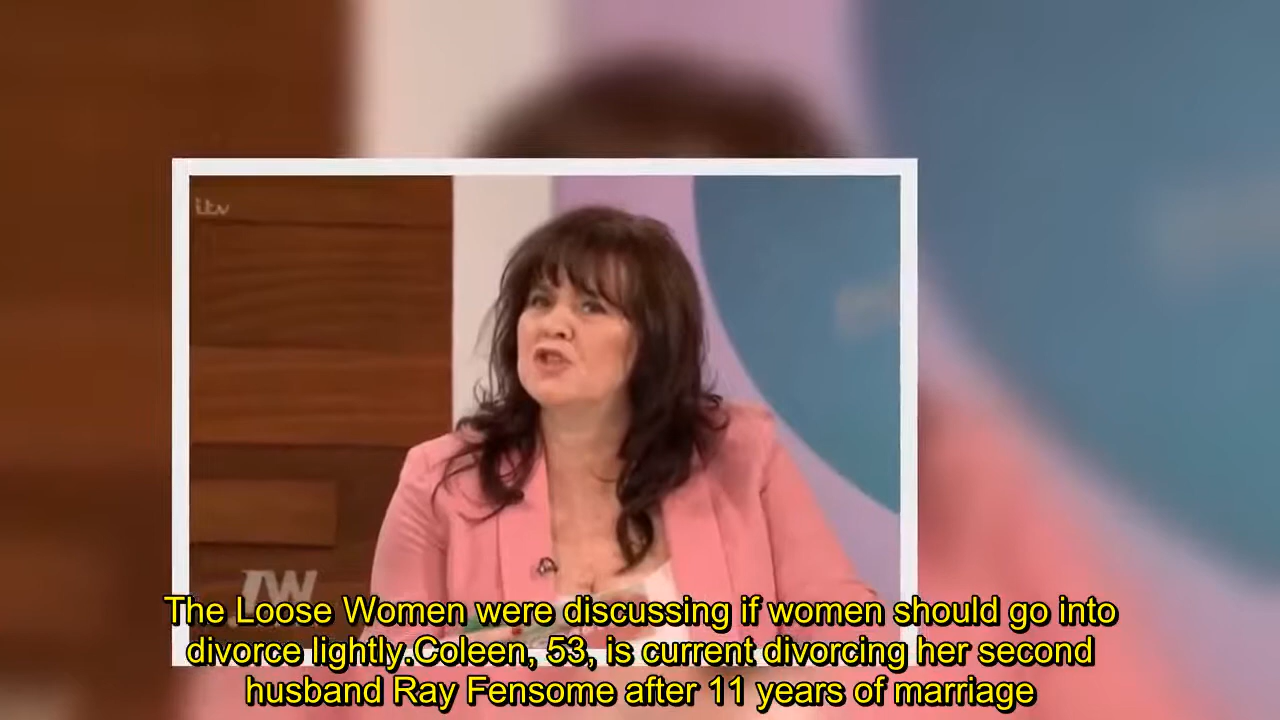 itv
LW
The Loose Women were discussing if women should go into
divorce lightly.Coleen, 53, is current divorcing her second
husband Ray Fensome after 11 years of marriage